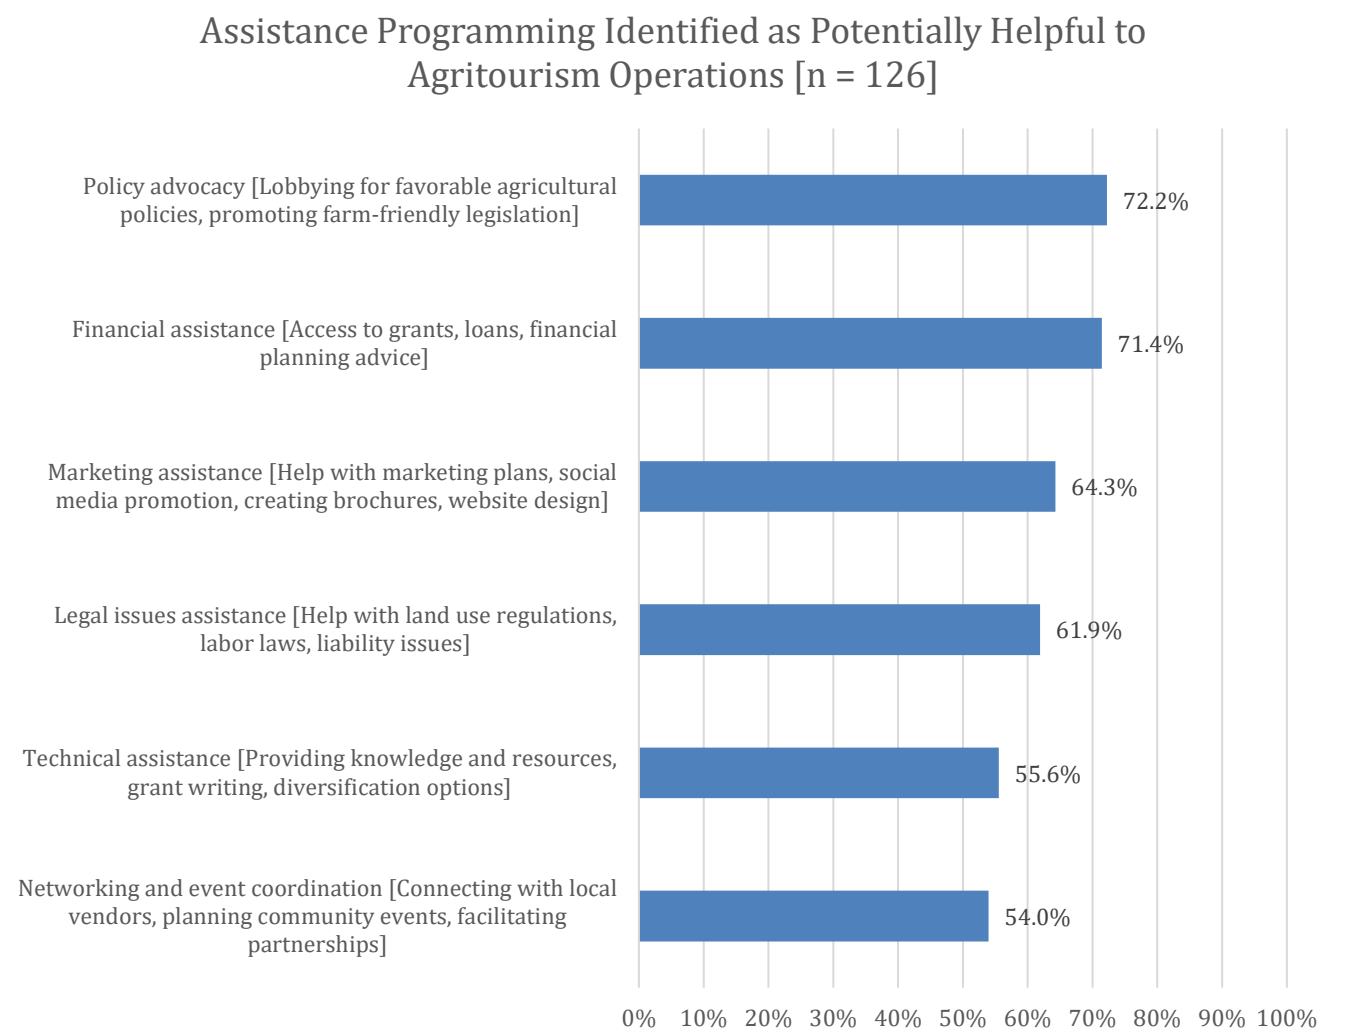 Assistance Programming Identified as Potentially Helpful to
Agritourism Operations [n = 126]
Policy advocacy [Lobbying for favorable agricultural
policies, promoting farm-friendly legislation]
72.2%
Financial assistance [Access to grants, loans, financial
planning advice]
71.4%
Marketing assistance [Help with marketing plans, social
media promotion, creating brochures, website design]
64.3%
Legal issues assistance [Help with land use regulations,
labor laws, liability issues]
61.9%
Technical assistance [Providing knowledge and resources,
grant writing, diversification options]
55.6%
Networking and event coordination [Connecting with local
vendors, planning community events, facilitating
partnerships]
54.0%
0% 10% 20% 30% 40% 50% 60% 70% 80% 90% 100%